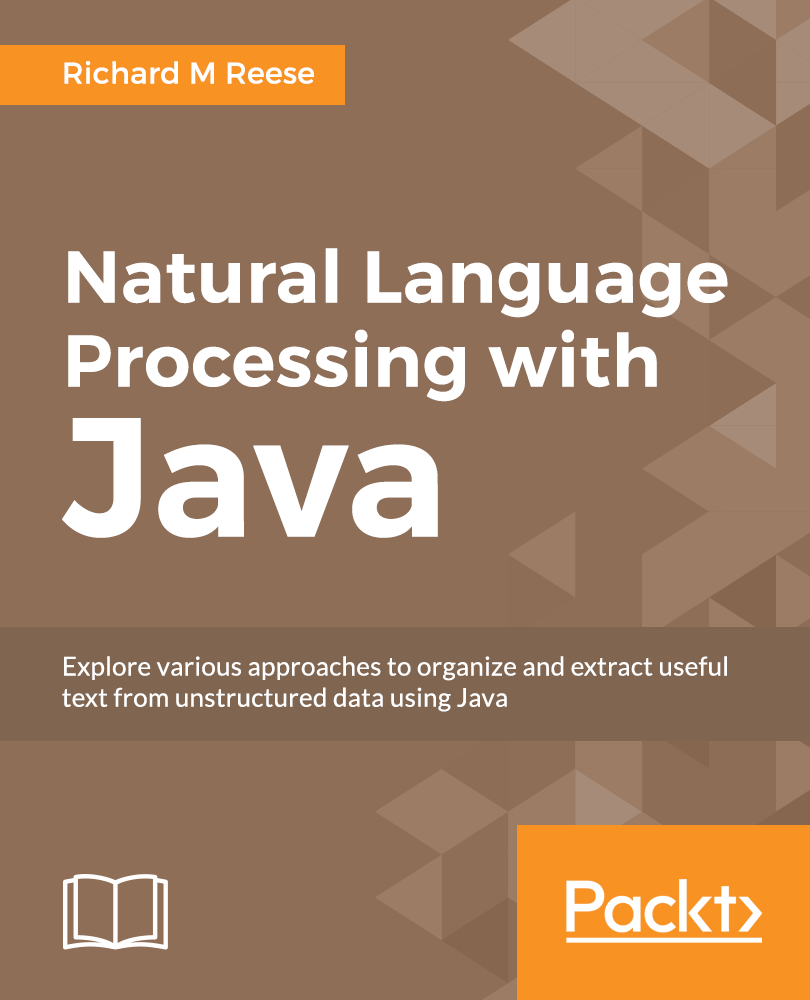 Richard M Reese
Natural Language
Processing with
Java
Explore various approaches to organize and extract useful
text from unstructured data using Java
Packt>